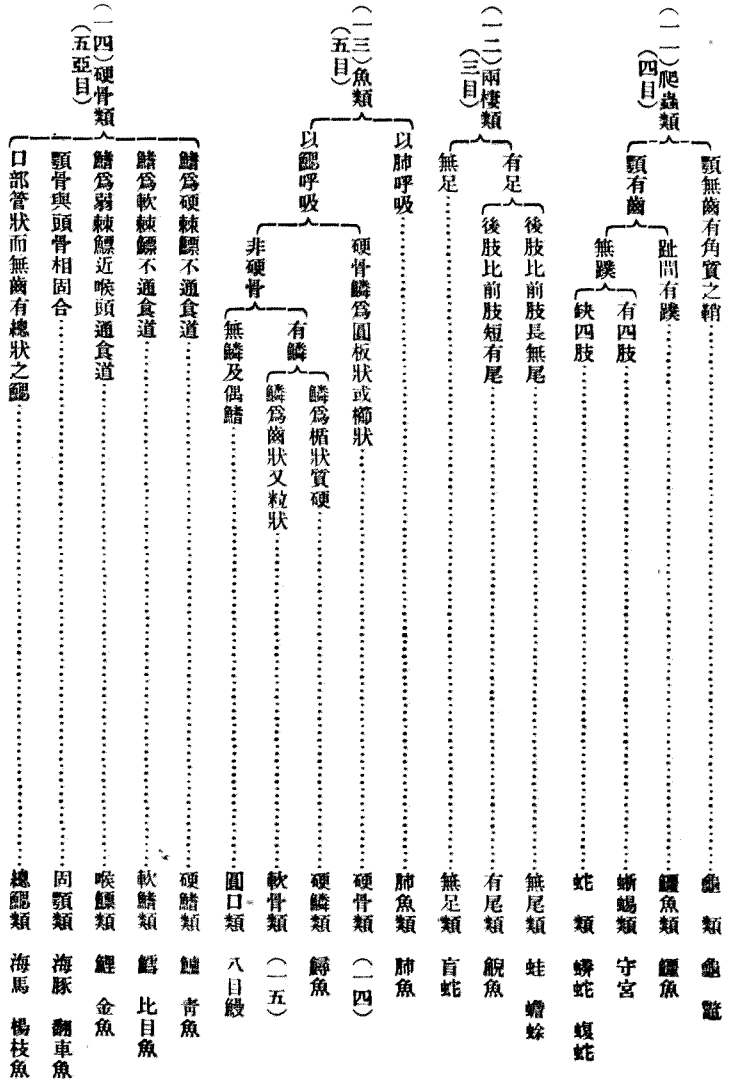 （一一）爬蟲類
（四目）
顎無齒有角質之鞘 龜類 龜 鼈
顎有齒
趾間有蹼 鱷魚類 鱷魚
無蹼
有四肢 蜥蜴類 守宮
缺四肢 蛇類 蟒蛇 蝮蛇
（一二）兩棲類
（三目）
有足
後肢比前肢長無尾 無尾類 蛙 蟾蜍
後肢比前肢短有尾 有尾類 鯢魚
無足 無足類 盲蛇
（一三）魚類
（五目）
以肺呼吸 肺魚類 肺魚
以鰓呼吸
硬骨鱗爲圓板狀或櫛狀 硬骨類 （一四）
非硬骨
有鱗
鱗爲楯狀質硬 硬鱗類 鱘魚
鱗爲齒狀又粒狀 軟骨類 （一五）
無鱗及偶鰭 圓口類 八目鰻
（一四）硬骨類
（五亞目）
鰭爲硬棘鰾不通食道 硬鰭類 鱸 靑魚
鰭爲軟棘鰾不通食道 軟鰭類 鱈 比目魚
鰭爲弱棘鰾近喉頭通食道 喉鰾類 鯉 金魚
顎骨與頭骨相固合 固顎類 海豚 翻車魚
口部管狀而無齒有總狀之鰓 總鰓類 海馬 楊枝魚